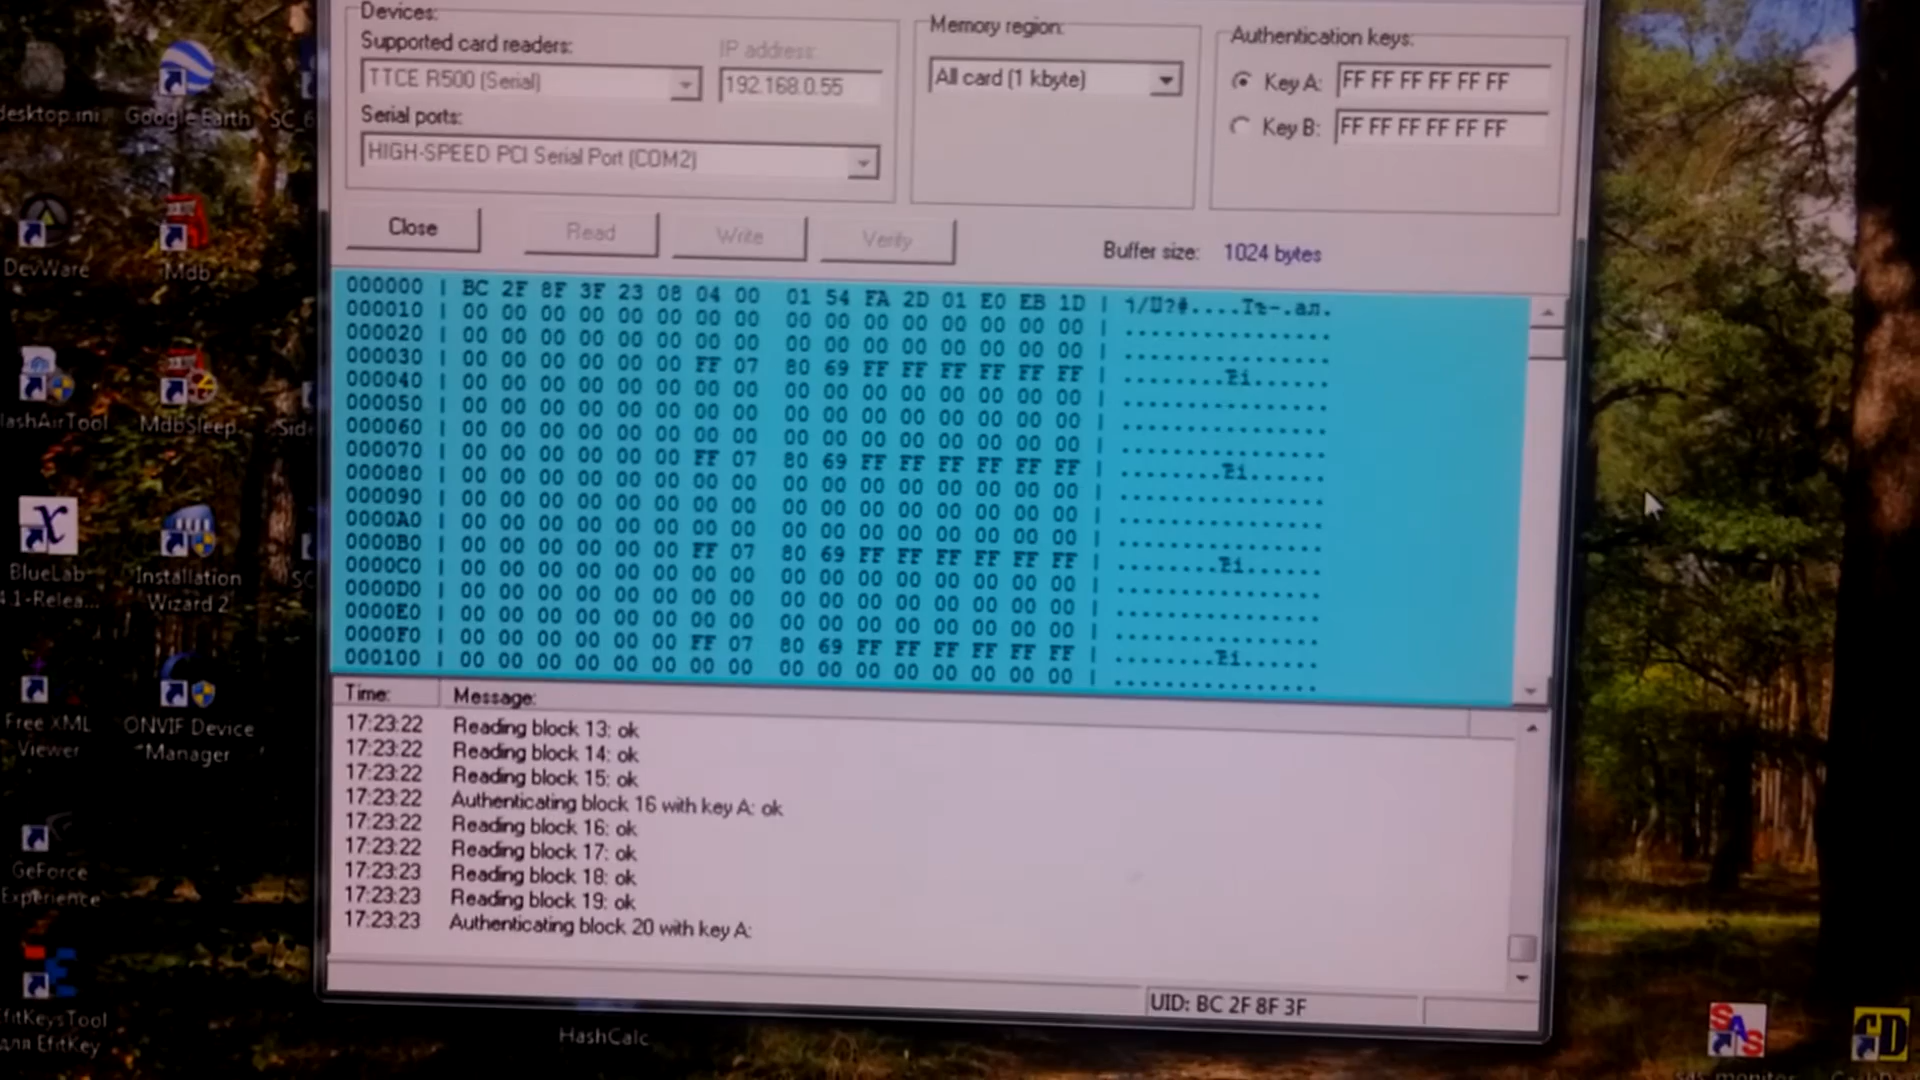 Devices:
Supported card readers:
IP address:
TTCE R500 (Serial)
192.168.0.55
Serial ports:
HIGH-SPEED PCI Serial Port (COM2)
Memory region:
All card (1 kbyte)
Authentication keys:
Key A: FF FF FF FF FF FF
Key B: FF FF FF FF FF FF
Close Read Write Verify
Buffer size: 1024 bytes
000000 | BC 2F 8F 3F 23 08 04 00 01 54 FA 2D 01 E0 EB 1D |
000010 | 00 00 00 00 00 00 00 00 00 00 00 00 00 00 00 00 | ................
000020 | 00 00 00 00 00 00 00 00 00 00 00 00 00 00 00 00 | ................
000030 | 00 00 00 00 00 00 FF 07 80 69 FF FF FF FF FF FF | ........Ђi......
000040 | 00 00 00 00 00 00 00 00 00 00 00 00 00 00 00 00 | ................
000050 | 00 00 00 00 00 00 00 00 00 00 00 00 00 00 00 00 | ................
000060 | 00 00 00 00 00 00 00 00 00 00 00 00 00 00 00 00 | ................
000070 | 00 00 00 00 00 00 FF 07 80 69 FF FF FF FF FF FF | ........Ђi......
000080 | 00 00 00 00 00 00 00 00 00 00 00 00 00 00 00 00 | ................
000090 | 00 00 00 00 00 00 00 00 00 00 00 00 00 00 00 00 | ................
0000A0 | 00 00 00 00 00 00 00 00 00 00 00 00 00 00 00 00 | ................
0000B0 | 00 00 00 00 00 00 FF 07 80 69 FF FF FF FF FF FF | ........Ђi......
0000C0 | 00 00 00 00 00 00 00 00 00 00 00 00 00 00 00 00 | ................
0000D0 | 00 00 00 00 00 00 00 00 00 00 00 00 00 00 00 00 | ................
0000E0 | 00 00 00 00 00 00 00 00 00 00 00 00 00 00 00 00 | ................
0000F0 | 00 00 00 00 00 00 FF 07 80 69 FF FF FF FF FF FF | ........Ђi......
000100 | 00 00 00 00 00 00 00 00 00 00 00 00 00 00 00 00 | ................
Time: Message:
17:23:22 Reading block 13: ok
17:23:22 Reading block 14: ok
17:23:22 Reading block 15: ok
17:23:22 Authenticating block 16 with key A: ok
17:23:22 Reading block 16: ok
17:23:22 Reading block 17: ok
17:23:23 Reading block 18: ok
17:23:23 Reading block 19: ok
17:23:23 Authenticating block 20 with key A:
UID: BC 2F 8F 3F
desktop.ini
Google Earth
SC_6
DevWare
Mdb
lashAirTool
MdbSleep
Sid
BlueLab
4.1-Relea...
Installation
Wizard 2
SC
Free XML
Viewer
ONVIF Device
Manager
GeForce
Experience
fitKeysTool
для EfitKey
HashCalc
SAS
CD